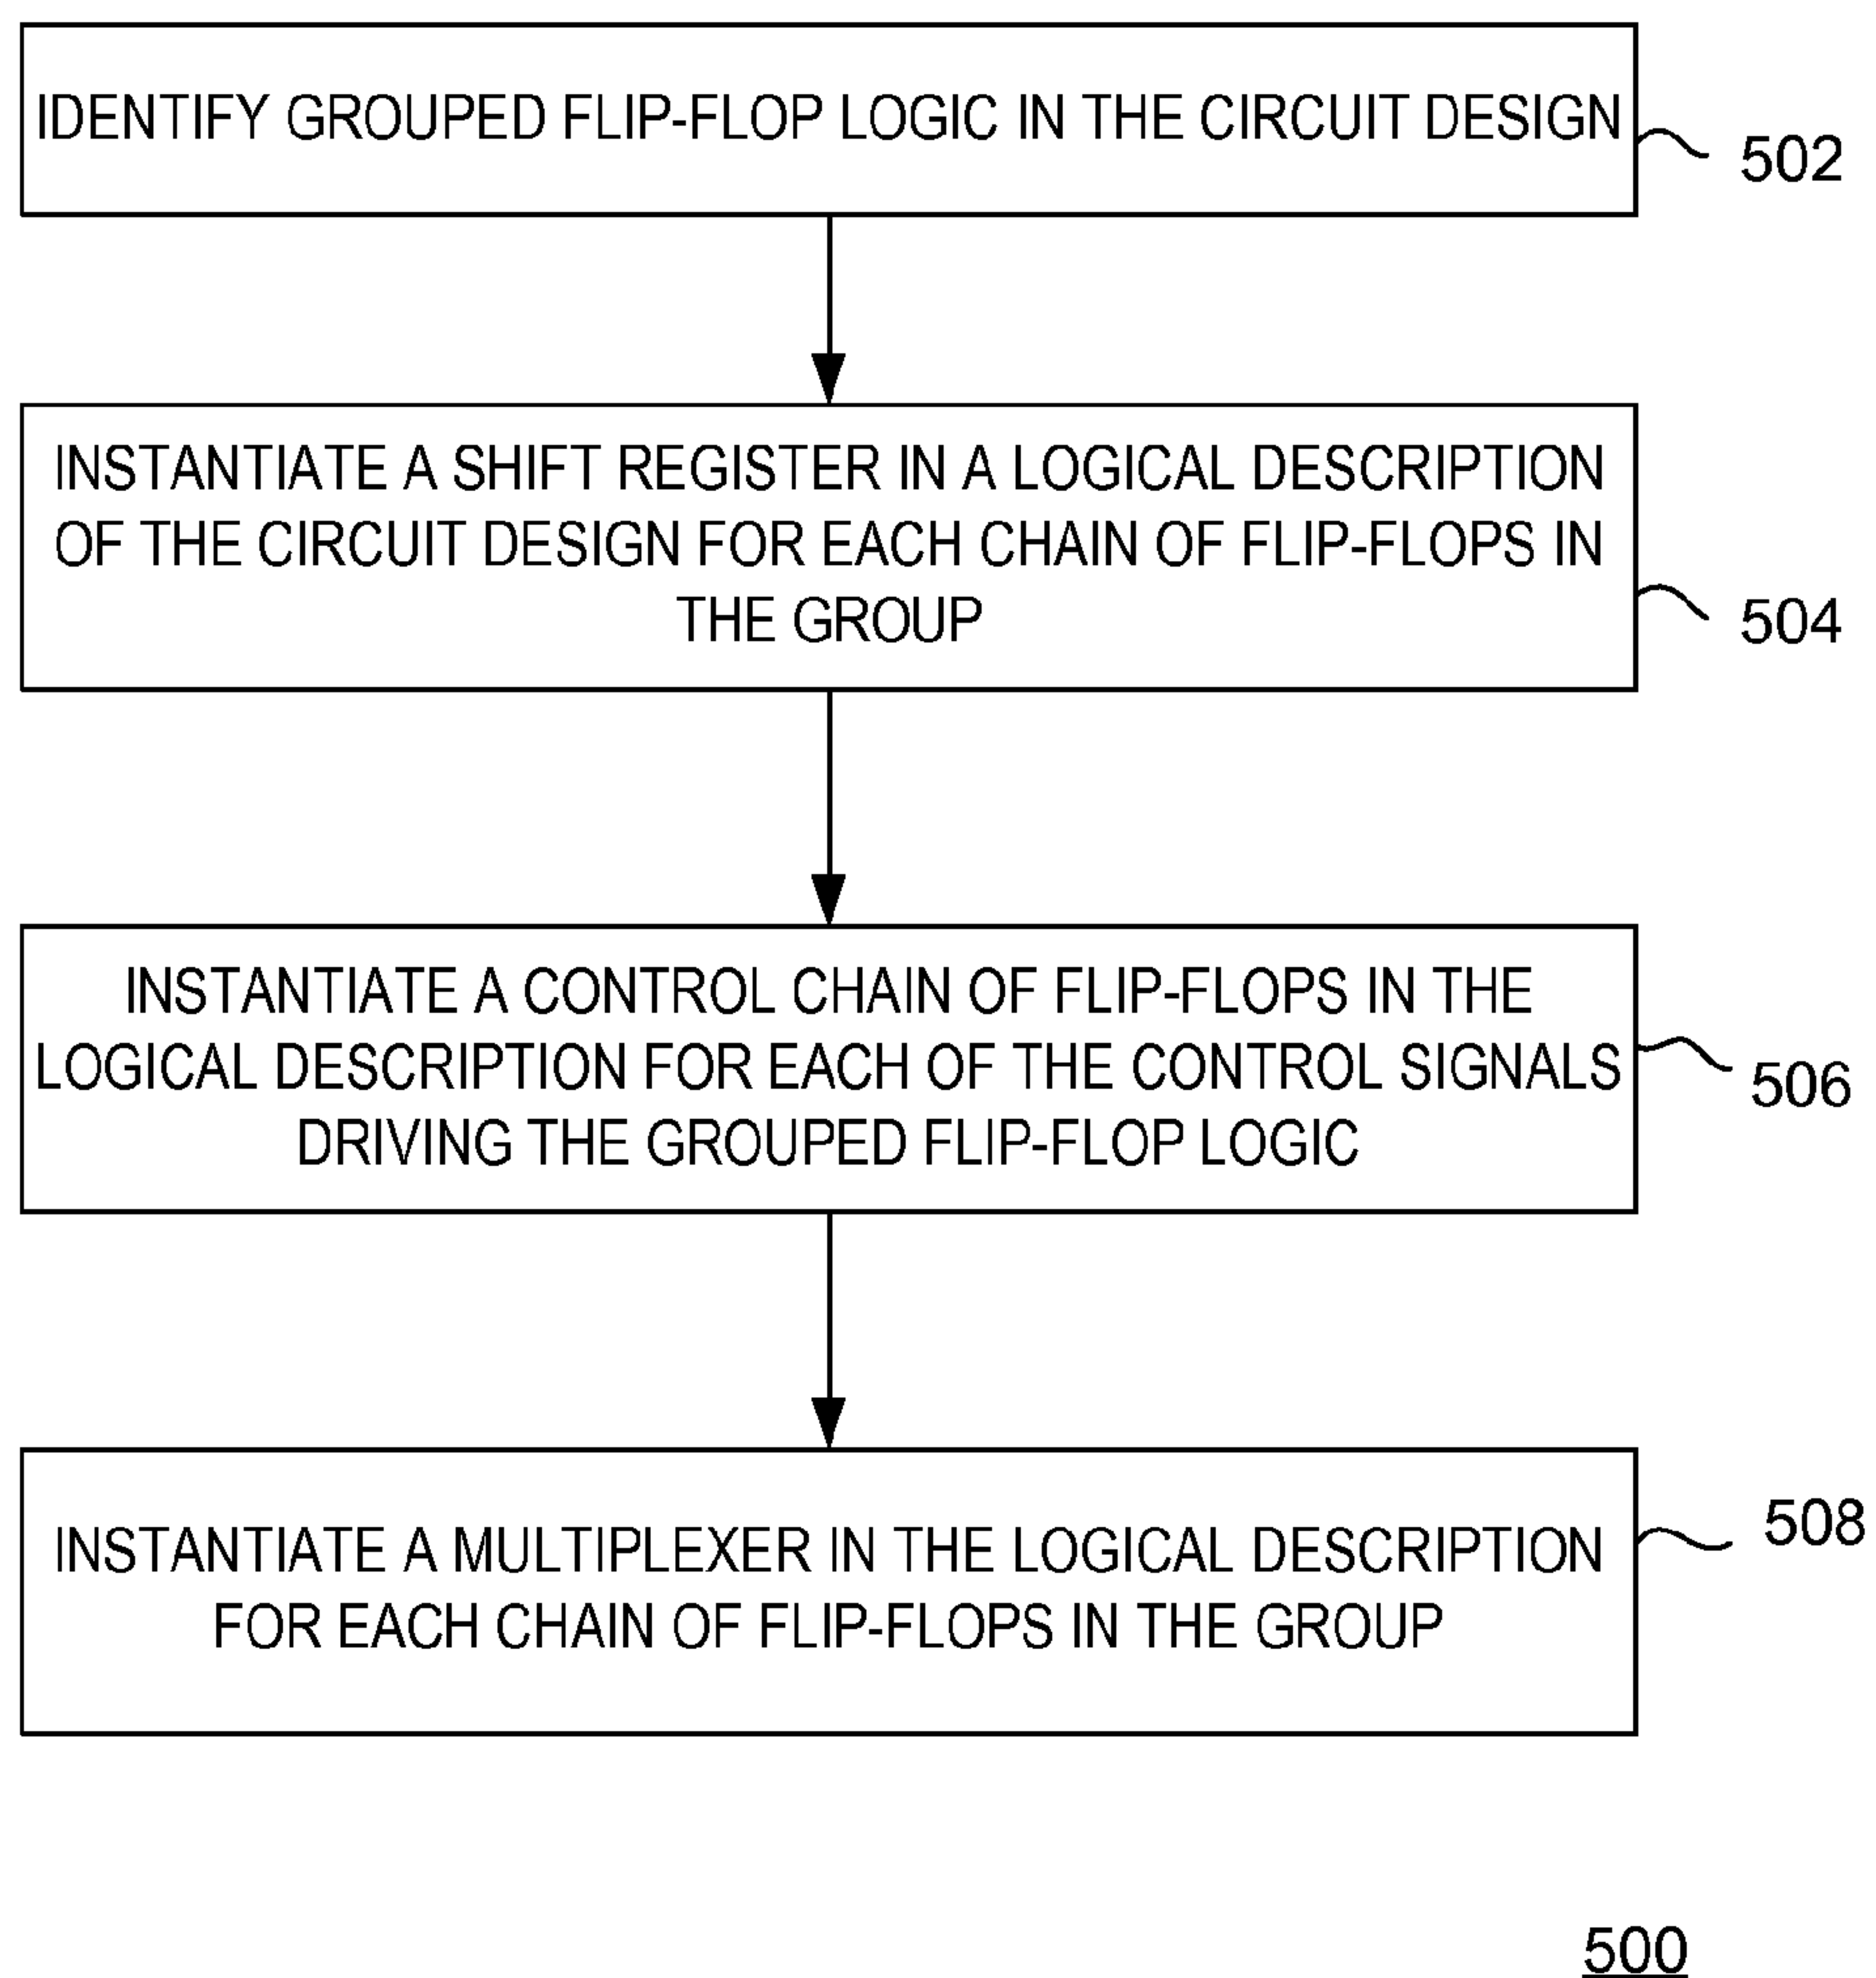 IDENTIFY GROUPED FLIP-FLOP LOGIC IN THE CIRCUIT DESIGN
502
INSTANTIATE A SHIFT REGISTER IN A LOGICAL DESCRIPTION
OF THE CIRCUIT DESIGN FOR EACH CHAIN OF FLIP-FLOPS IN
THE GROUP
504
INSTANTIATE A CONTROL CHAIN OF FLIP-FLOPS IN THE
LOGICAL DESCRIPTION FOR EACH OF THE CONTROL SIGNALS
DRIVING THE GROUPED FLIP-FLOP LOGIC
506
INSTANTIATE A MULTIPLEXER IN THE LOGICAL DESCRIPTION
FOR EACH CHAIN OF FLIP-FLOPS IN THE GROUP
508
500